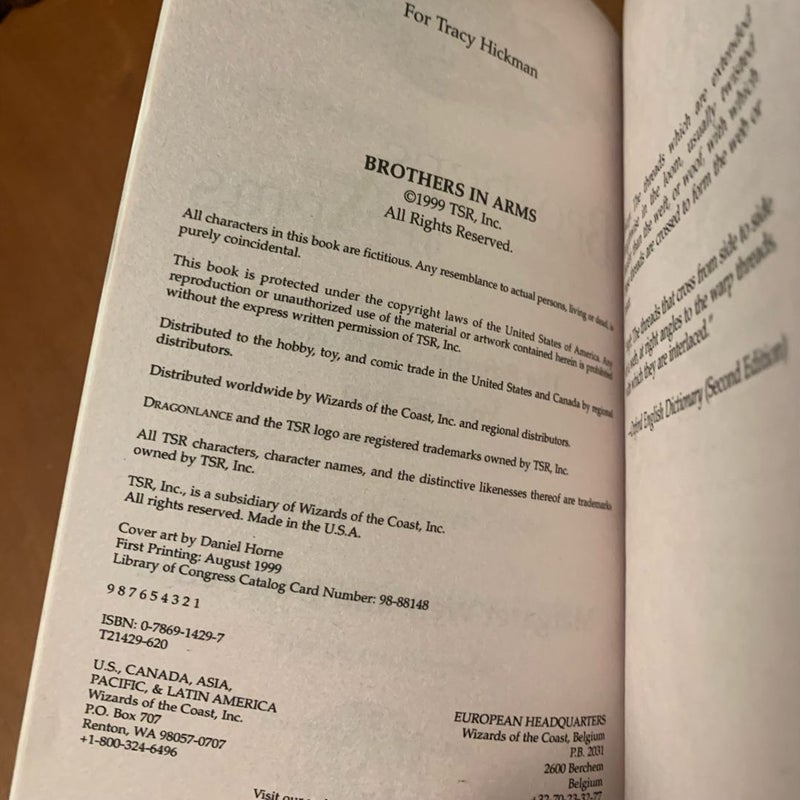 For Tracy Hickman
BROTHERS IN ARMS
©1999 TSR, Inc.
All Rights Reserved.
All characters in this book are fictitious. Any resemblance to actual persons, living or dead, is
purely coincidental.
This book is protected under the copyright laws of the United States of America. Any
reproduction or unauthorized use of the material or artwork contained herein is prohibited
without the express written permission of TSR, Inc.
Distributed to the hobby, toy, and comic trade in the United States and Canada by regional
distributors.
Distributed worldwide by Wizards of the Coast, Inc. and regional distributors.
DRAGONLANCE and the TSR logo are registered trademarks owned by TSR, Inc.
All TSR characters, character names, and the distinctive likenesses thereof are trademarks
owned by TSR, Inc.
TSR, Inc., is a subsidiary of Wizards of the Coast, Inc.
All rights reserved. Made in the U.S.A.
Cover art by Daniel Horne
First Printing: August 1999
Library of Congress Catalog Card Number: 98-88148
9 8 7 6 5 4 3 2 1
ISBN: 0-7869-1429-7
T21429-620
U.S., CANADA, ASIA,
PACIFIC, & LATIN AMERICA
Wizards of the Coast, Inc.
P.O. Box 707
Renton, WA 98057-0707
+1-800-324-6496
EUROPEAN HEADQUARTERS
Wizards of the Coast, Belgium
P.B. 2031
2600 Berchem
Belgium
+32-70-23-32-77
Visit our
The threads which are extended
in the loom, usually twisted
than the weft, or woof, with which
threads are crossed to form the web or
The threads that cross from side to side
at right angles to the warp threads,
which they are interlaced."
—Oxford English Dictionary (Second Edition)